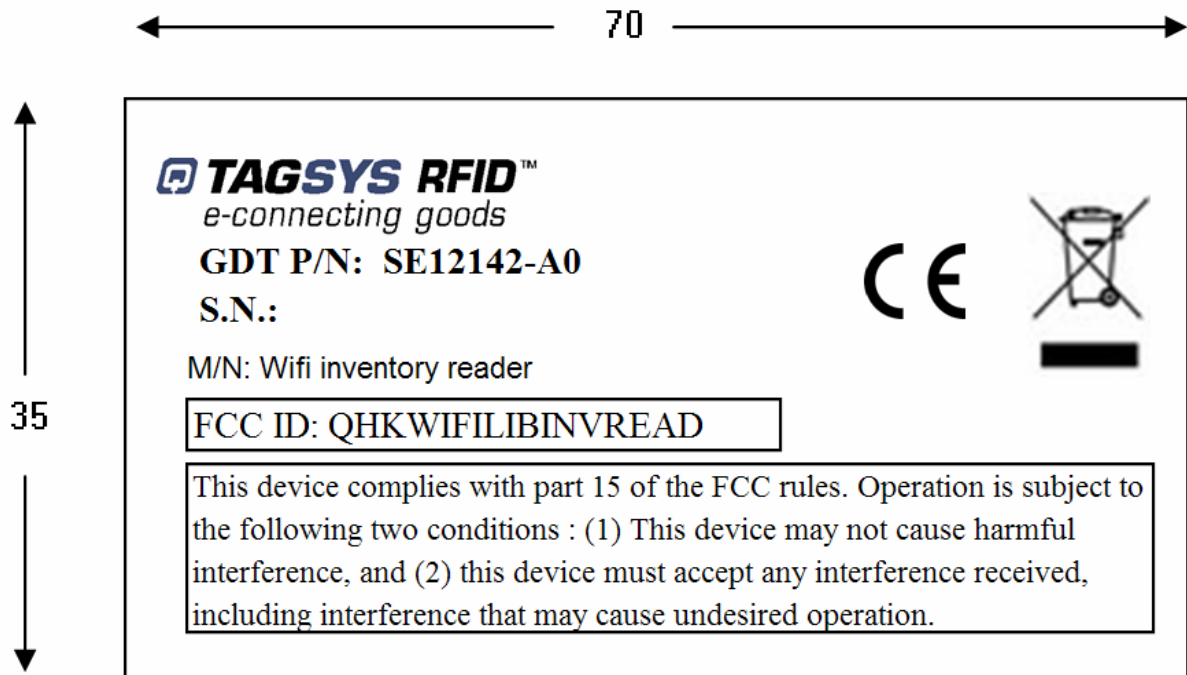 70
35
TAGSYS RFID™
e-connecting goods
GDT P/N: SE12142-A0
S.N.:
CE
M/N: Wifi inventory reader
FCC ID: QHKWIFILIBINVREAD
This device complies with part 15 of the FCC rules. Operation is subject to
the following two conditions : (1) This device may not cause harmful
interference, and (2) this device must accept any interference received,
including interference that may cause undesired operation.